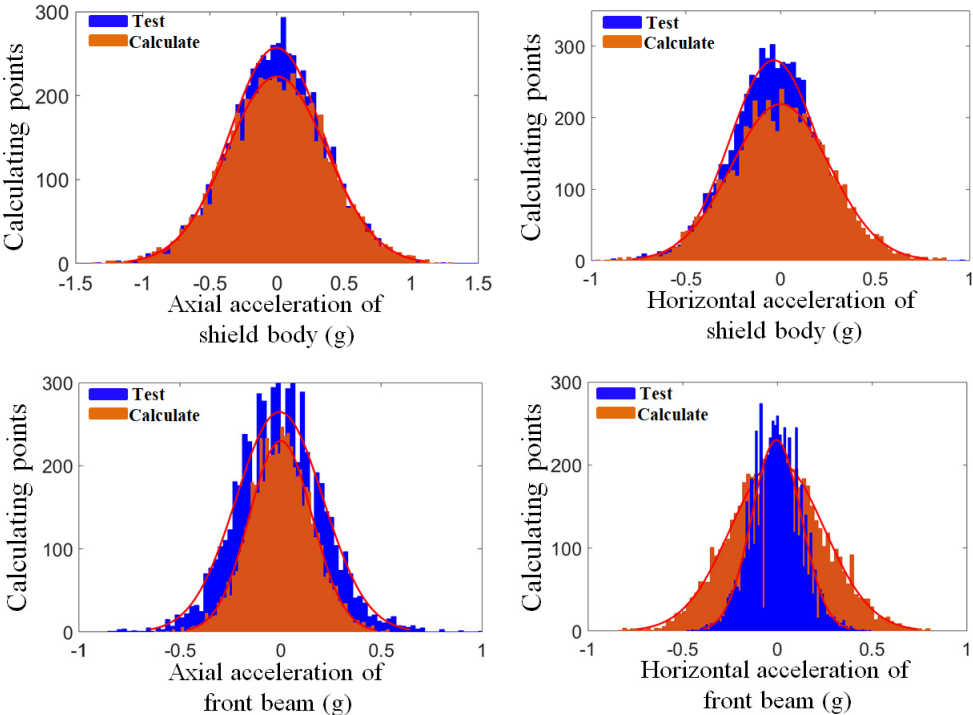 Test
Calculate
Calculating points
300
200
100
0
-1.5
-1
-0.5
0
0.5
1
1.5
Axial acceleration of
shield body (g)
Test
Calculate
Calculating points
300
200
100
0
-1
-0.5
0
0.5
1
Horizontal acceleration of
shield body (g)
Test
Calculate
Calculating points
300
200
100
0
-1
-0.5
0
0.5
1
Axial acceleration of
front beam (g)
Test
Calculate
Calculating points
300
200
100
0
-1
-0.5
0
0.5
1
Horizontal acceleration of
front beam (g)